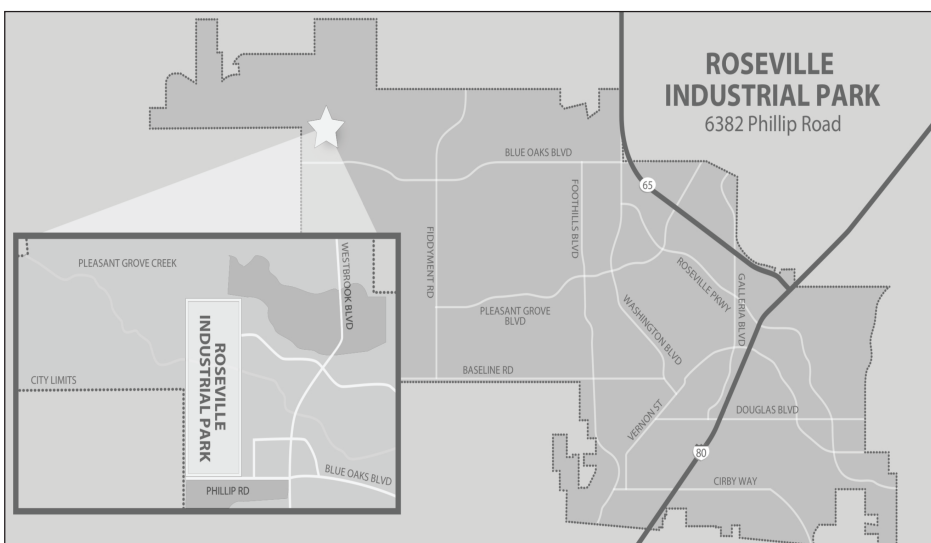 ROSEVILLE
INDUSTRIAL PARK
6382 Phillip Road
BLUE OAKS BLVD
65
FOOTHILLS BLVD
FIDDYMENT RD
ROSEVILLE PKWY
GALLERIA BLVD
PLEASANT GROVE
BLVD
WASHINGTON BLVD
BASELINE RD
VERNON ST
DOUGLAS BLVD
80
CIRBY WAY
PLEASANT GROVE CREEK
WESTBROOK BLVD
ROSEVILLE
INDUSTRIAL PARK
CITY LIMITS
BLUE OAKS BLVD
PHILLIP RD